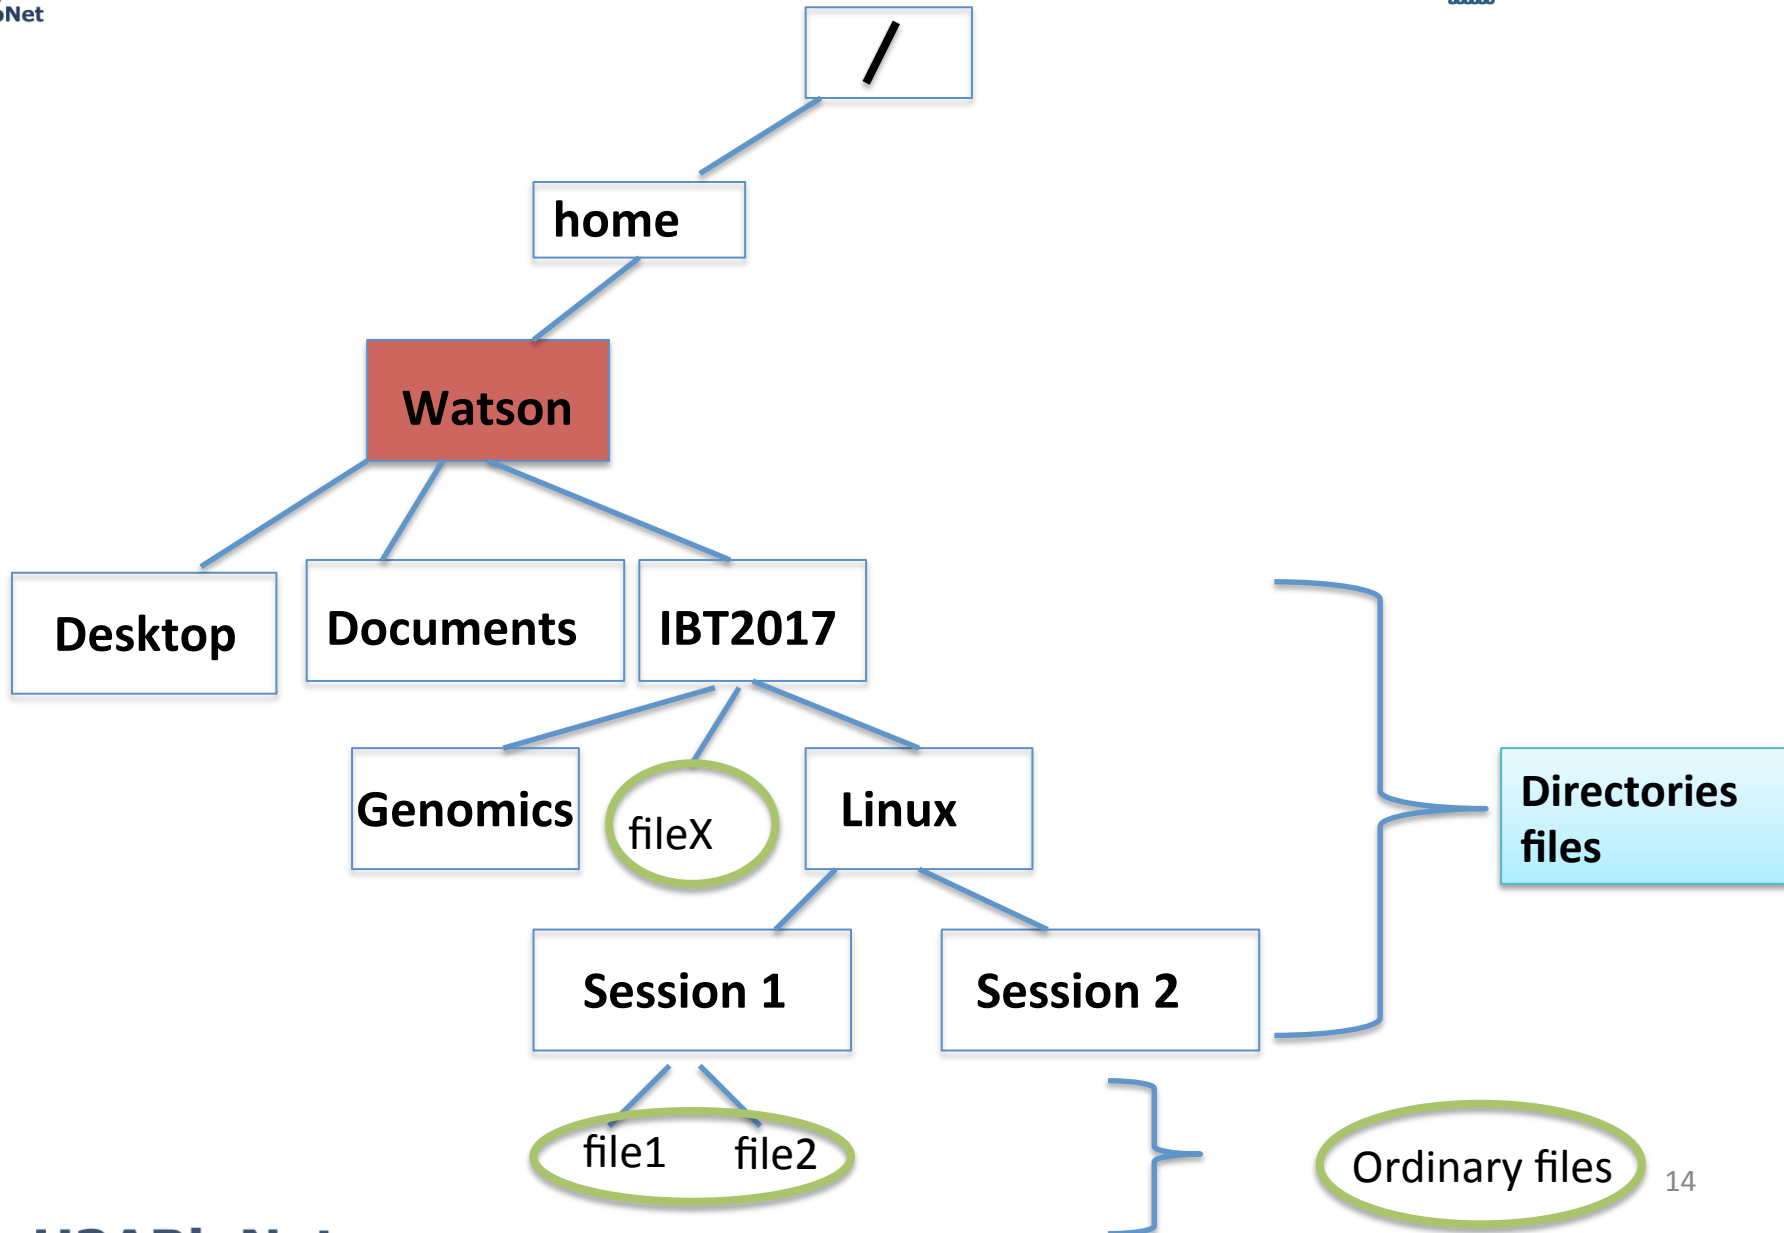 /
home
Watson
Desktop
Documents
IBT2017
Genomics
fileX
Linux
Directories
files
Session 1
Session 2
file1 file2
Ordinary files
14